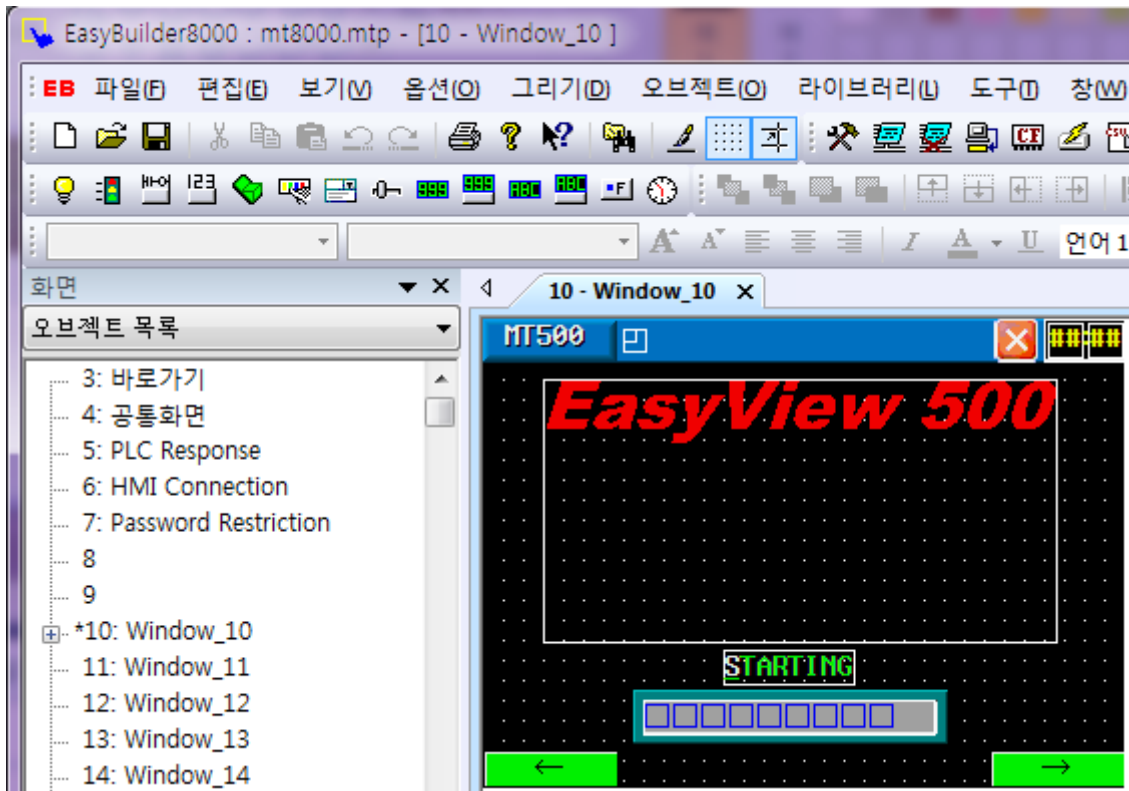 EasyBuilder8000 : mt8000.mtp - [10 - Window_10 ]
EB 파일(F) 편집(E) 보기(V) 옵션(O) 그리기(D) 오브젝트(O) 라이브러리(L) 도구(T) 창(W)
언어 1
화면
10 - Window_10
오브젝트 목록
3: 바로가기
4: 공통화면
5: PLC Response
6: HMI Connection
7: Password Restriction
8
9
*10: Window_10
11: Window_11
12: Window_12
13: Window_13
14: Window_14
MT500
##:##
EasyView 500
STARTING
← →